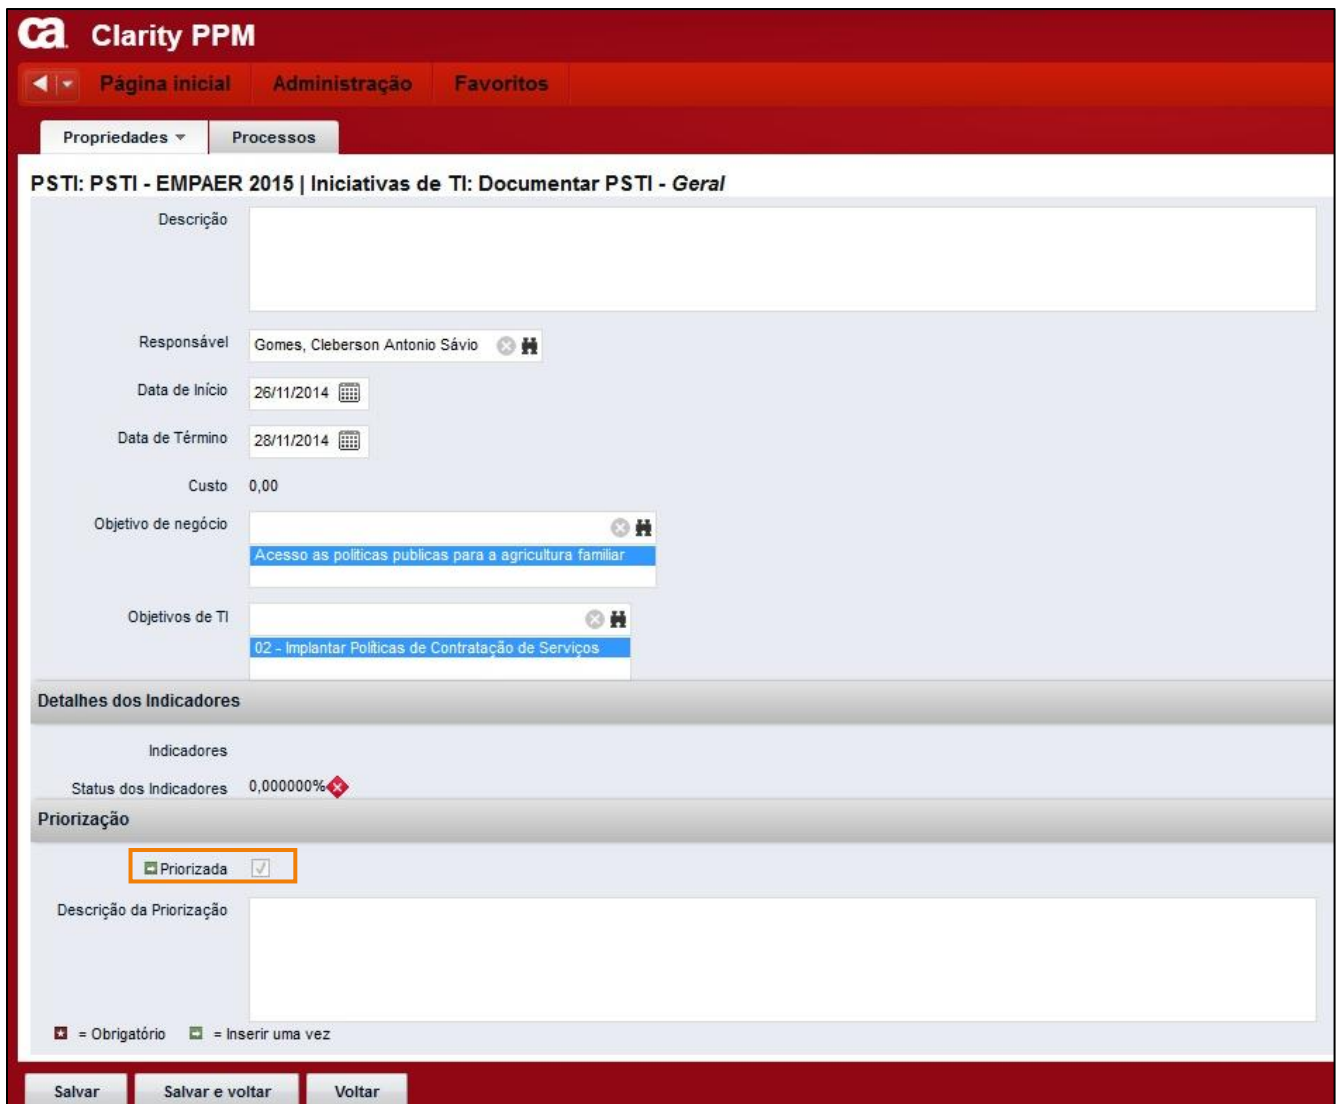 ca Clarity PPM
Página inicial Administração Favoritos
Propriedades Processos
PSTI: PSTI - EMPAER 2015 | Iniciativas de TI: Documentar PSTI - Geral
Descrição
Responsável Gomes, Cleberson Antonio Sávio
Data de Início 26/11/2014
Data de Término 28/11/2014
Custo 0,00
Objetivo de negócio
Acesso as politicas publicas para a agricultura familiar
Objetivos de TI
02 - Implantar Políticas de Contratação de Serviços
Detalhes dos Indicadores
Indicadores
Status dos Indicadores 0,000000%
Priorização
Priorizada
Descrição da Priorização
= Obrigatório = Inserir uma vez
Salvar Salvar e voltar Voltar